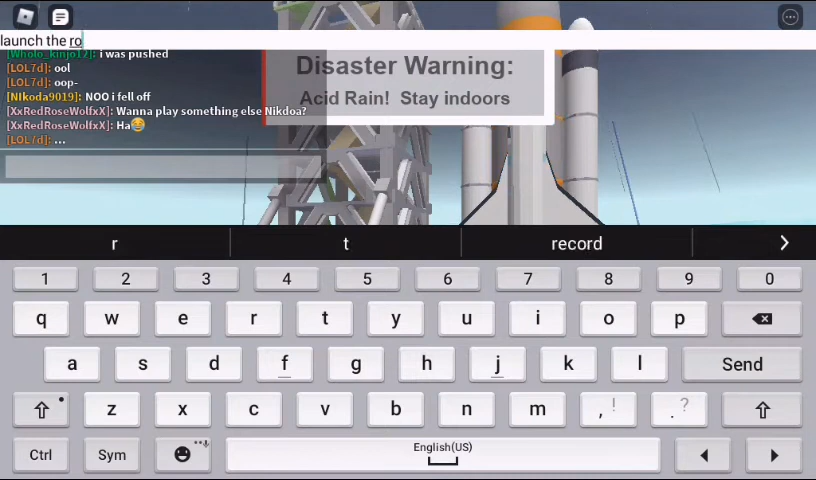 launch the ro
[Wholo_kinjo12]: i was pushed
[LOL7d]: ool
[LOL7d]: oop-
[NIkoda9019]: NOO i fell off
[XxRedRoseWolfxX]: Wanna play something else Nikdoa?
[XxRedRoseWolfxX]: Ha😂
[LOL7d]: ...
Disaster Warning:
Acid Rain! Stay indoors
r t record
1 2 3 4 5 6 7 8 9 0
q w e r t y u i o p
a s d f g h j k l Send
z x c v b n m , ! . ?
Ctrl Sym English(US)